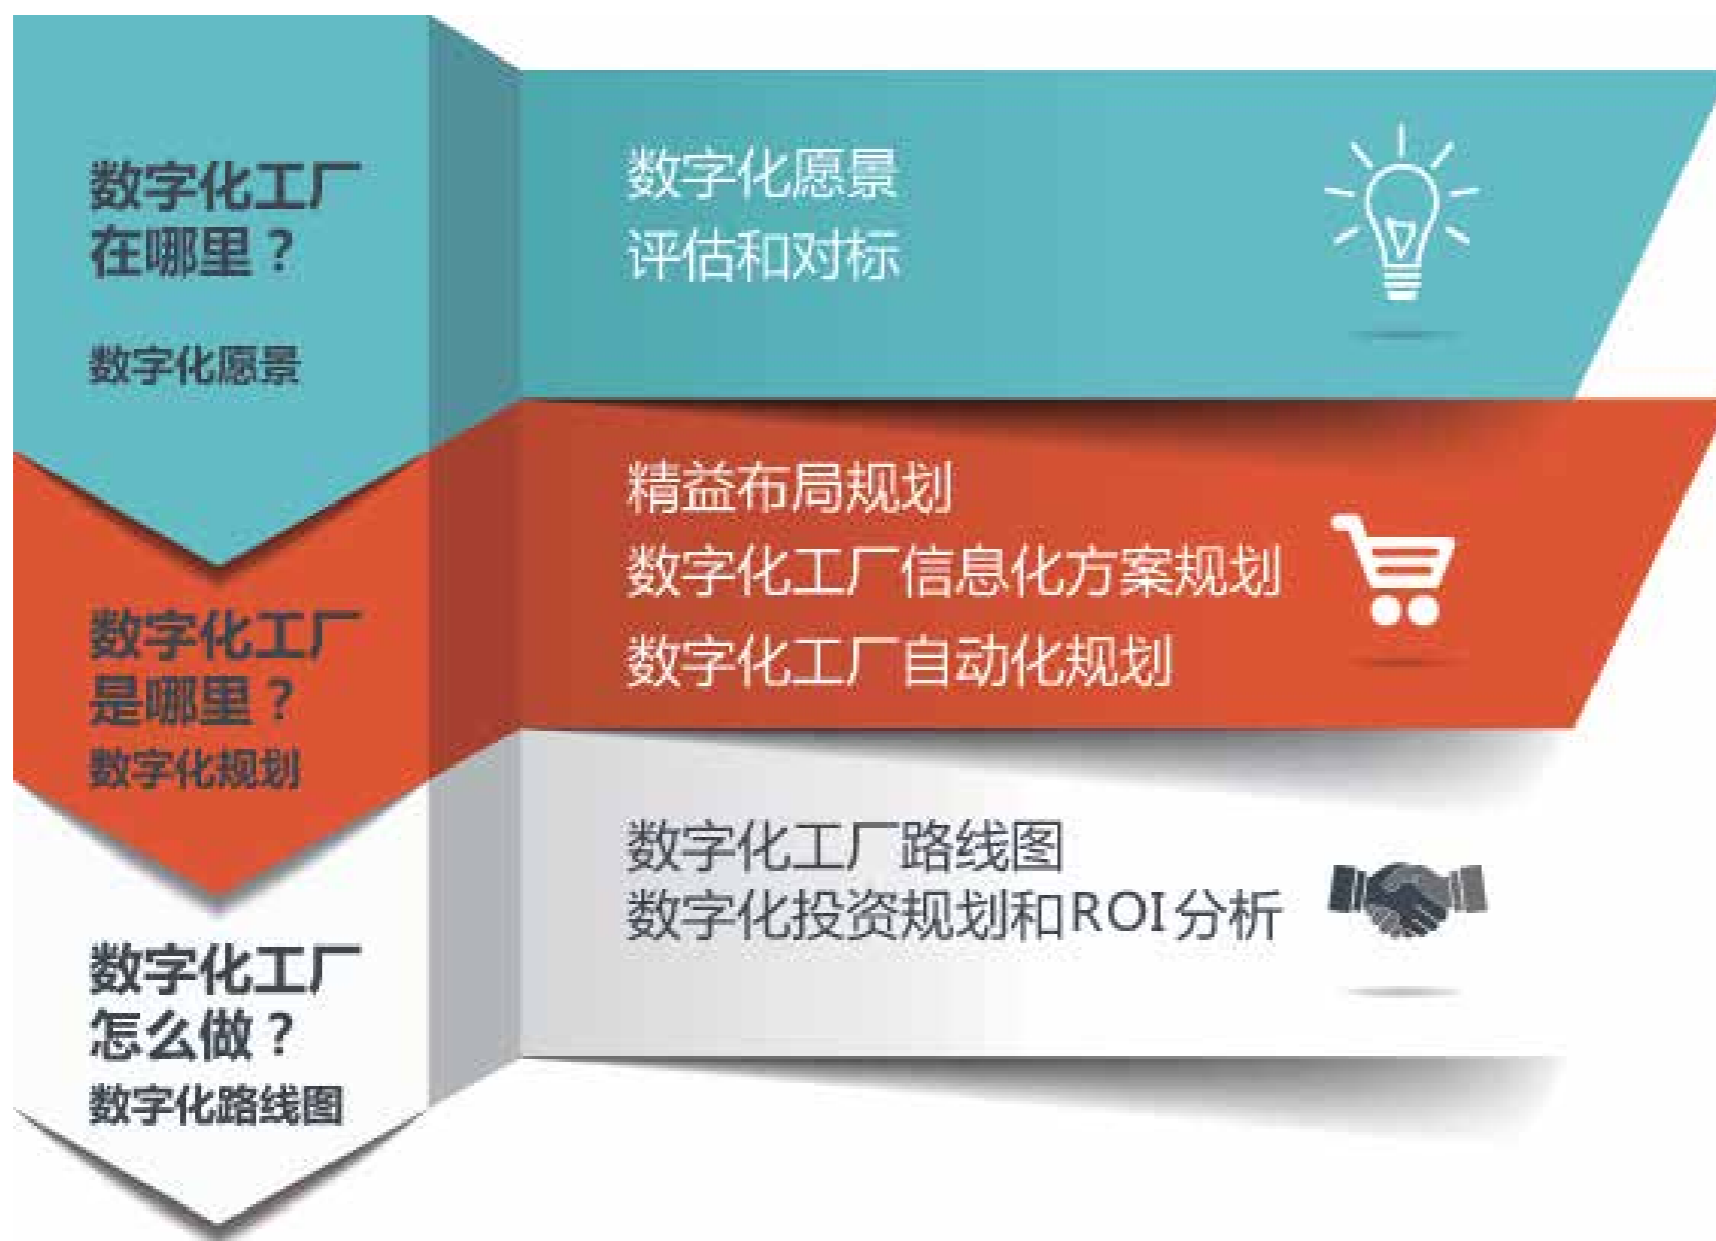 数字化工厂
在哪里？
数字化愿景
数字化愿景
评估和对标
数字化工厂
是哪里？
数字化规划
精益布局规划
数字化工厂信息化方案规划
数字化工厂自动化规划
数字化工厂
怎么做？
数字化路线图
数字化工厂路线图
数字化投资规划和ROI分析